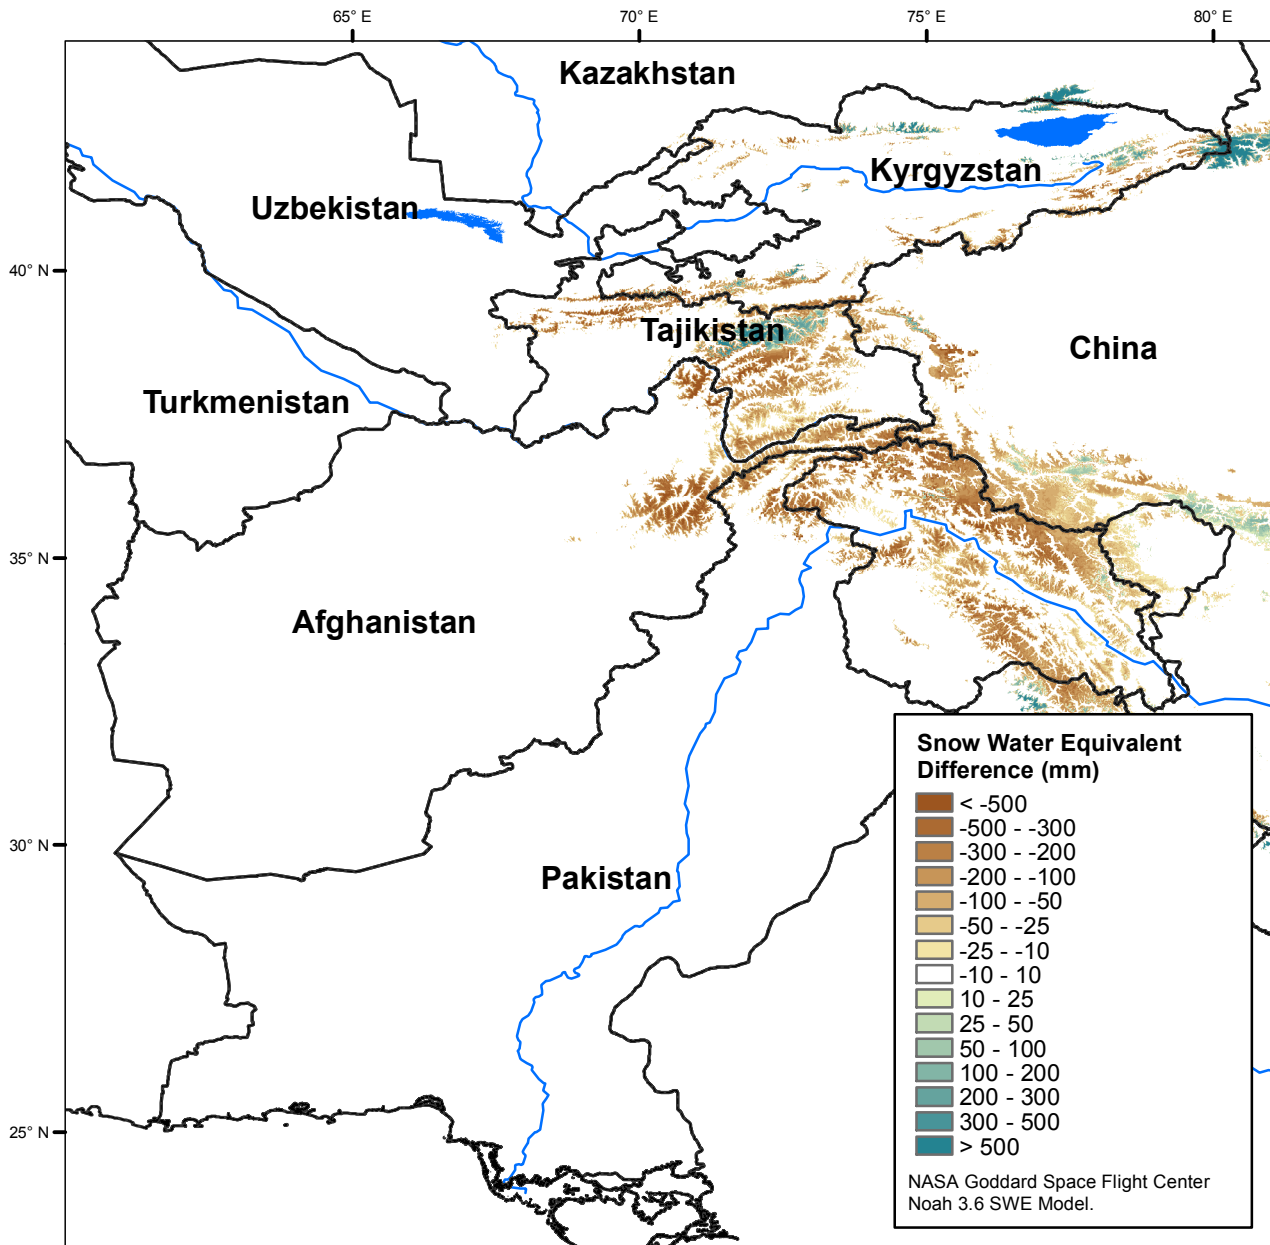 65° E
70° E
75° E
80° E
Kazakhstan
Kyrgyzstan
Uzbekistan
40° N
Tajikistan
China
Turkmenistan
35° N
Afghanistan
Snow Water Equivalent
Difference (mm)
< -500
-500 - -300
-300 - -200
-200 - -100
-100 - -50
-50 - -25
-25 - -10
-10 - 10
10 - 25
25 - 50
50 - 100
100 - 200
200 - 300
300 - 500
> 500
NASA Goddard Space Flight Center
Noah 3.6 SWE Model.
30° N
Pakistan
25° N